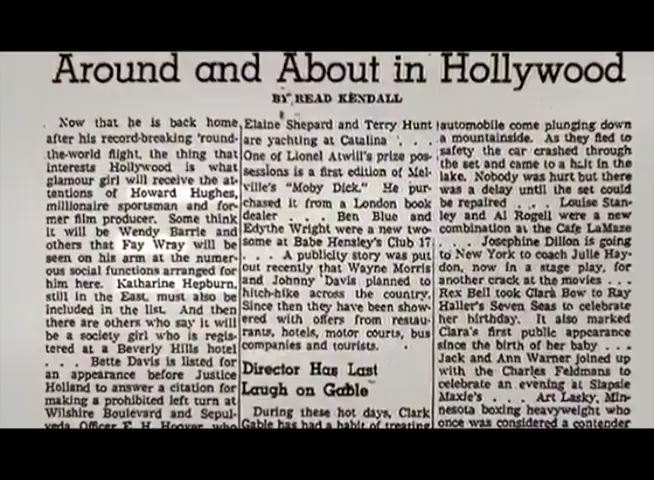 Around and About in Hollywood
BY READ KENDALL
Now that he is back home
after his record-breaking 'round-
the-world flight, the thing that
interests Hollywood is what
glamour girl will receive the at-
tentions of Howard Hughes,
millionaire sportsman and for-
mer film producer. Some think
it will be Wendy Barrie and
others that Fay Wray will be
seen on his arm at the numer-
ous social functions arranged for
him here. Katharine Hepburn,
still in the East, must also be
included in the list. And then
there are others who say it will
be a society girl who is regis-
tered at a Beverly Hills hotel
. . . . Bette Davis is listed for
an appearance before Justice
Holland to answer a citation for
making a prohibited left turn at
Wilshire Boulevard and Sepul-
veda. Officer E. H. Hoover, who
Elaine Shepard and Terry Hunt
are yachting at Catalina . . . .
One of Lionel Atwill's prize pos-
sessions is a first edition of Mel-
ville's "Moby Dick." He pur-
chased it from a London book
dealer . . . . Ben Blue and
Edythe Wright were a new two-
some at Babe Hensley's Club 17
. . . . A publicity story was put
out recently that Wayne Morris
and Johnny Davis planned to
hitch-hike across the country.
Since then they have been show-
ered with offers from restau-
rants, hotels, motor courts, bus
companies and tourists.
Director Has Last
Laugh on Gable
During these hot days, Clark
Gable has had a habit of treating
automobile come plunging down
a mountainside. As they fled to
safety the car crashed through
the set and came to a halt in the
lake. Nobody was hurt but there
was a delay until the set could
be repaired . . . . Louise Stan-
ley and Al Rogell were a new
combination at the Cafe LaMaze
. . . . Josephine Dillon is going
to New York to coach Julie Hay-
don, now in a stage play, for
another crack at the movies . . .
Rex Bell took Clara Bow to Ray
Haller's Seven Seas to celebrate
her birthday. It also marked
Clara's first public appearance
since the birth of her baby . . . .
Jack and Ann Warner joined up
with the Charles Feldmans to
celebrate an evening at Slapsie
Maxie's . . . . Art Lasky, Min-
nesota boxing heavyweight who
once was considered a contender